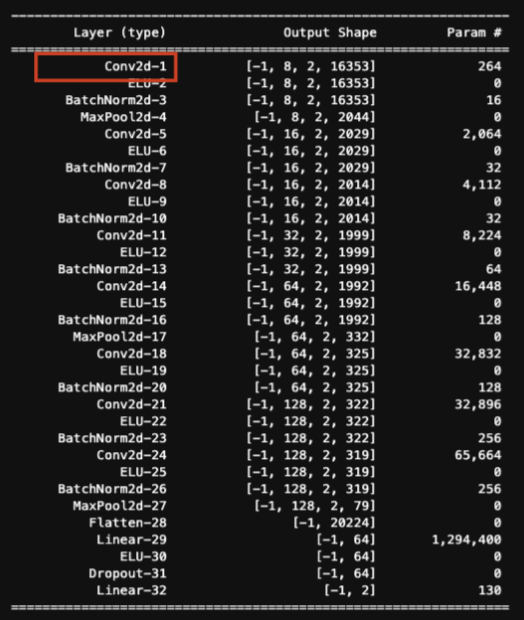 Layer (type) Output Shape Param #
Conv2d-1 [-1, 8, 2, 16353] 264
ELU-2 [-1, 8, 2, 16353] 0
BatchNorm2d-3 [-1, 8, 2, 16353] 16
MaxPool2d-4 [-1, 8, 2, 2044] 0
Conv2d-5 [-1, 16, 2, 2029] 2,064
ELU-6 [-1, 16, 2, 2029] 0
BatchNorm2d-7 [-1, 16, 2, 2029] 32
Conv2d-8 [-1, 16, 2, 2014] 4,112
ELU-9 [-1, 16, 2, 2014] 0
BatchNorm2d-10 [-1, 16, 2, 2014] 32
Conv2d-11 [-1, 32, 2, 1999] 8,224
ELU-12 [-1, 32, 2, 1999] 0
BatchNorm2d-13 [-1, 32, 2, 1999] 64
Conv2d-14 [-1, 64, 2, 1992] 16,448
ELU-15 [-1, 64, 2, 1992] 0
BatchNorm2d-16 [-1, 64, 2, 1992] 128
MaxPool2d-17 [-1, 64, 2, 332] 0
Conv2d-18 [-1, 64, 2, 325] 32,832
ELU-19 [-1, 64, 2, 325] 0
BatchNorm2d-20 [-1, 64, 2, 325] 128
Conv2d-21 [-1, 128, 2, 322] 32,896
ELU-22 [-1, 128, 2, 322] 0
BatchNorm2d-23 [-1, 128, 2, 322] 256
Conv2d-24 [-1, 128, 2, 319] 65,664
ELU-25 [-1, 128, 2, 319] 0
BatchNorm2d-26 [-1, 128, 2, 319] 256
MaxPool2d-27 [-1, 128, 2, 79] 0
Flatten-28 [-1, 20224] 0
Linear-29 [-1, 64] 1,294,400
ELU-30 [-1, 64] 0
Dropout-31 [-1, 64] 0
Linear-32 [-1, 2] 130